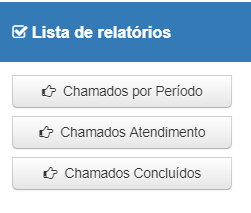 Lista de relatórios
Chamados por Período
Chamados Atendimento
Chamados Concluídos